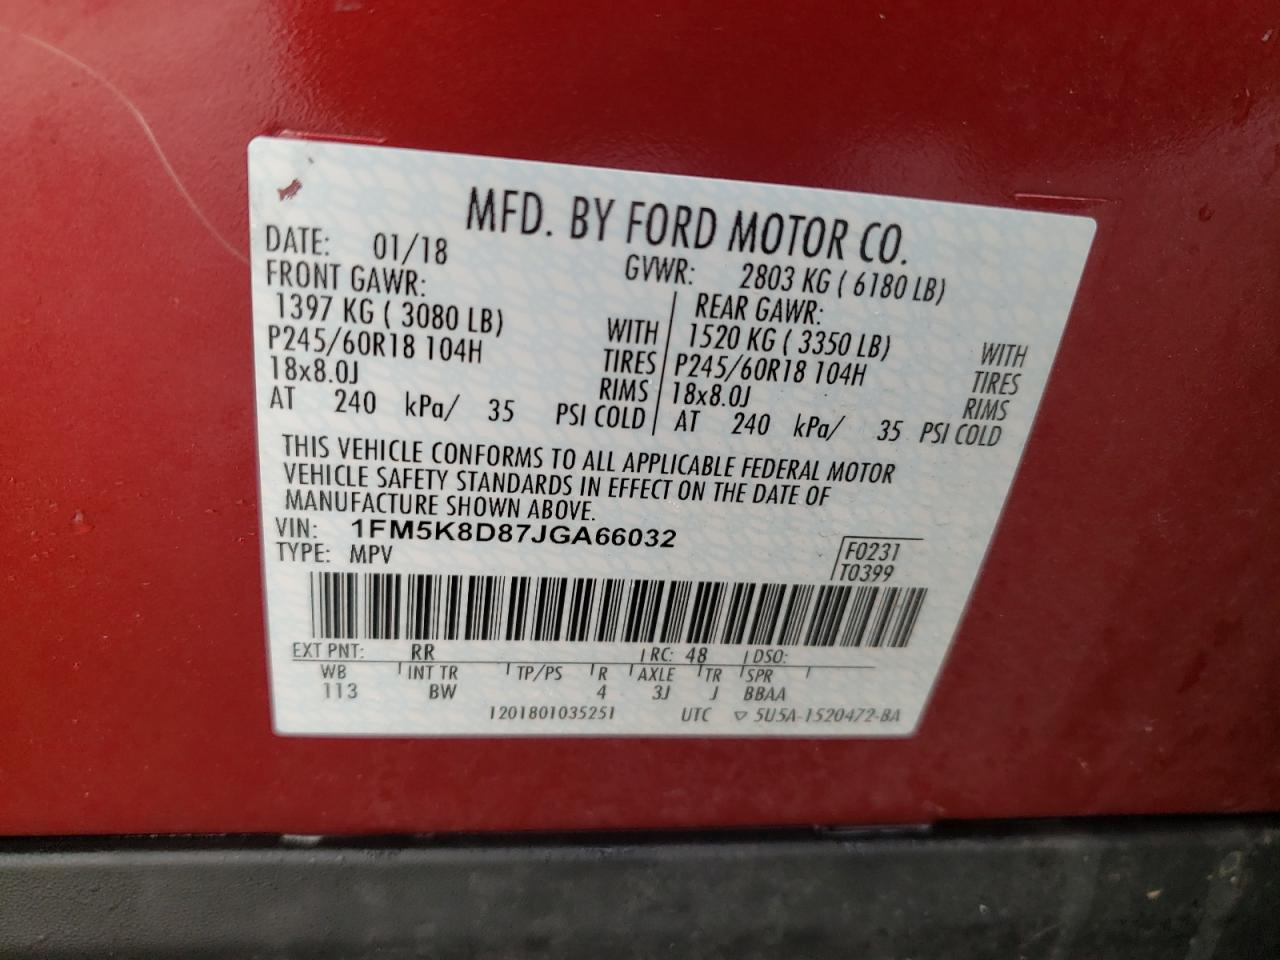 MFD. BY FORD MOTOR CO.
DATE: 01/18 GVWR: 2803 KG ( 6180 LB)
FRONT GAWR: REAR GAWR:
1397 KG ( 3080 LB) WITH 1520 KG ( 3350 LB) WITH
P245/60R18 104H TIRES P245/60R18 104H TIRES
18x8.0J RIMS 18x8.0J RIMS
AT 240 kPa/ 35 PSI COLD AT 240 kPa/ 35 PSI COLD
THIS VEHICLE CONFORMS TO ALL APPLICABLE FEDERAL MOTOR
VEHICLE SAFETY STANDARDS IN EFFECT ON THE DATE OF
MANUFACTURE SHOWN ABOVE.
VIN: 1FM5K8D87JGA66032
TYPE: MPV
F0231
T0399
EXT PNT: RR RC: 48 DSO:
WB INT TR TP/PS R AXLE TR SPR
113 BW 4 3J J BBAA
1201801035251 UTC ▽ 5U5A-1520472-BA